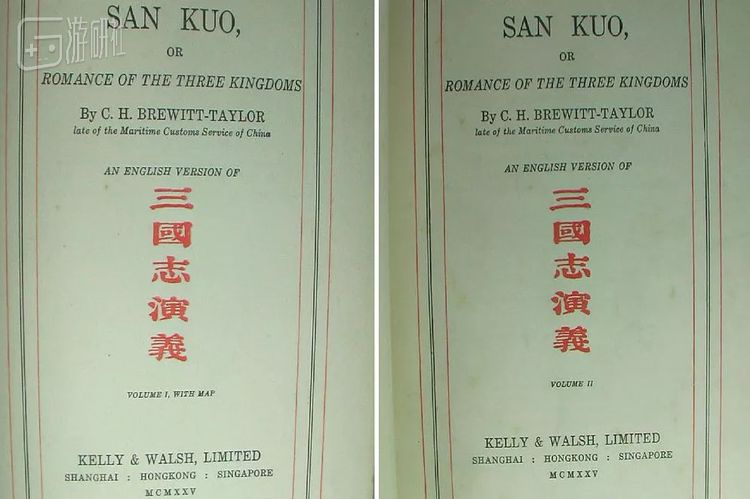 游研社
SAN KUO,
OR
ROMANCE OF THE THREE KINGDOMS
By C. H. BREWITT-TAYLOR
late of the Maritime Customs Service of China
AN ENGLISH VERSION OF
三
國
志
演
義
VOLUME I, WITH MAP
KELLY & WALSH, LIMITED
SHANGHAI : HONGKONG : SINGAPORE
MCMXXV
SAN KUO,
OR
ROMANCE OF THE THREE KINGDOMS
By C. H. BREWITT-TAYLOR
late of the Maritime Customs Service of China
AN ENGLISH VERSION OF
三
國
志
演
義
VOLUME II
KELLY & WALSH, LIMITED
SHANGHAI : HONGKONG : SINGAPORE
MCMXXV